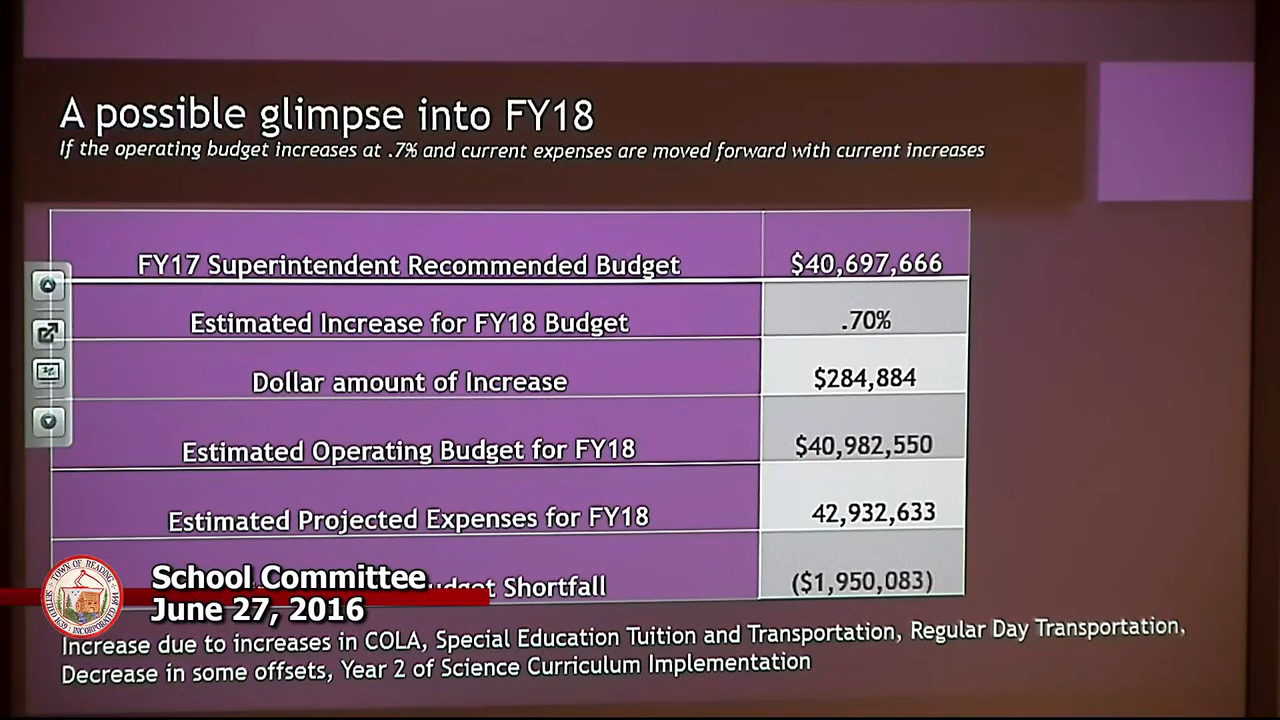 A possible glimpse into FY18
If the operating budget increases at .7% and current expenses are moved forward with current increases
FY17 Superintendent Recommended Budget $40,697,666
Estimated Increase for FY18 Budget .70%
Dollar amount of Increase $284,884
Estimated Operating Budget for FY18 $40,982,550
Estimated Projected Expenses for FY18 42,932,633
Shortfall ($1,950,083)
School Committee
June 27, 2016
TOWN OF READING
Increase due to increases in COLA, Special Education Tuition and Transportation, Regular Day Transportation,
Decrease in some offsets, Year 2 of Science Curriculum Implementation